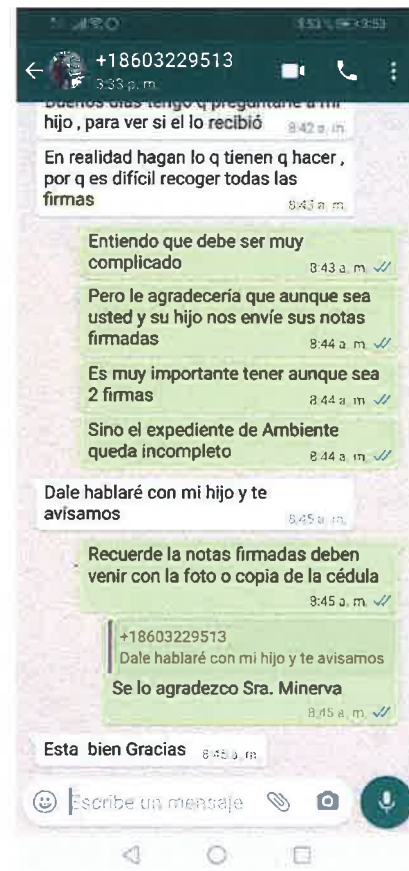 +18603229513
3:33 p. m.
Buenos dias tengo q preguntarle a mi
hijo , para ver si el lo recibió 8:42 a. m.
En realidad hagan lo q tienen q hacer ,
por q es difícil recoger todas las
firmas 8:43 a. m.
Entiendo que debe ser muy
complicado 8:43 a. m.
Pero le agradecería que aunque sea
usted y su hijo nos envíe sus notas
firmadas 8:44 a. m.
Es muy importante tener aunque sea
2 firmas 8:44 a. m.
Sino el expediente de Ambiente
queda incompleto 8:44 a. m.
Dale hablaré con mi hijo y te
avisamos 8:45 a. m.
Recuerde la notas firmadas deben
venir con la foto o copia de la cédula
8:45 a. m.
+18603229513
Dale hablaré con mi hijo y te avisamos
Se lo agradezco Sra. Minerva
8:45 a. m.
Esta bien Gracias 8:45 a. m.
Escribe un mensaje